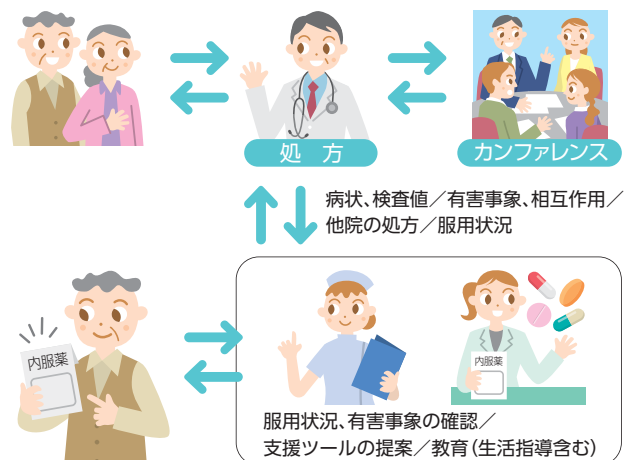 処 方
カンファレンス
病状、検査値／有害事象、相互作用／
他院の処方／服用状況
内服薬
内服薬
服用状況、有害事象の確認／
支援ツールの提案／教育(生活指導含む)